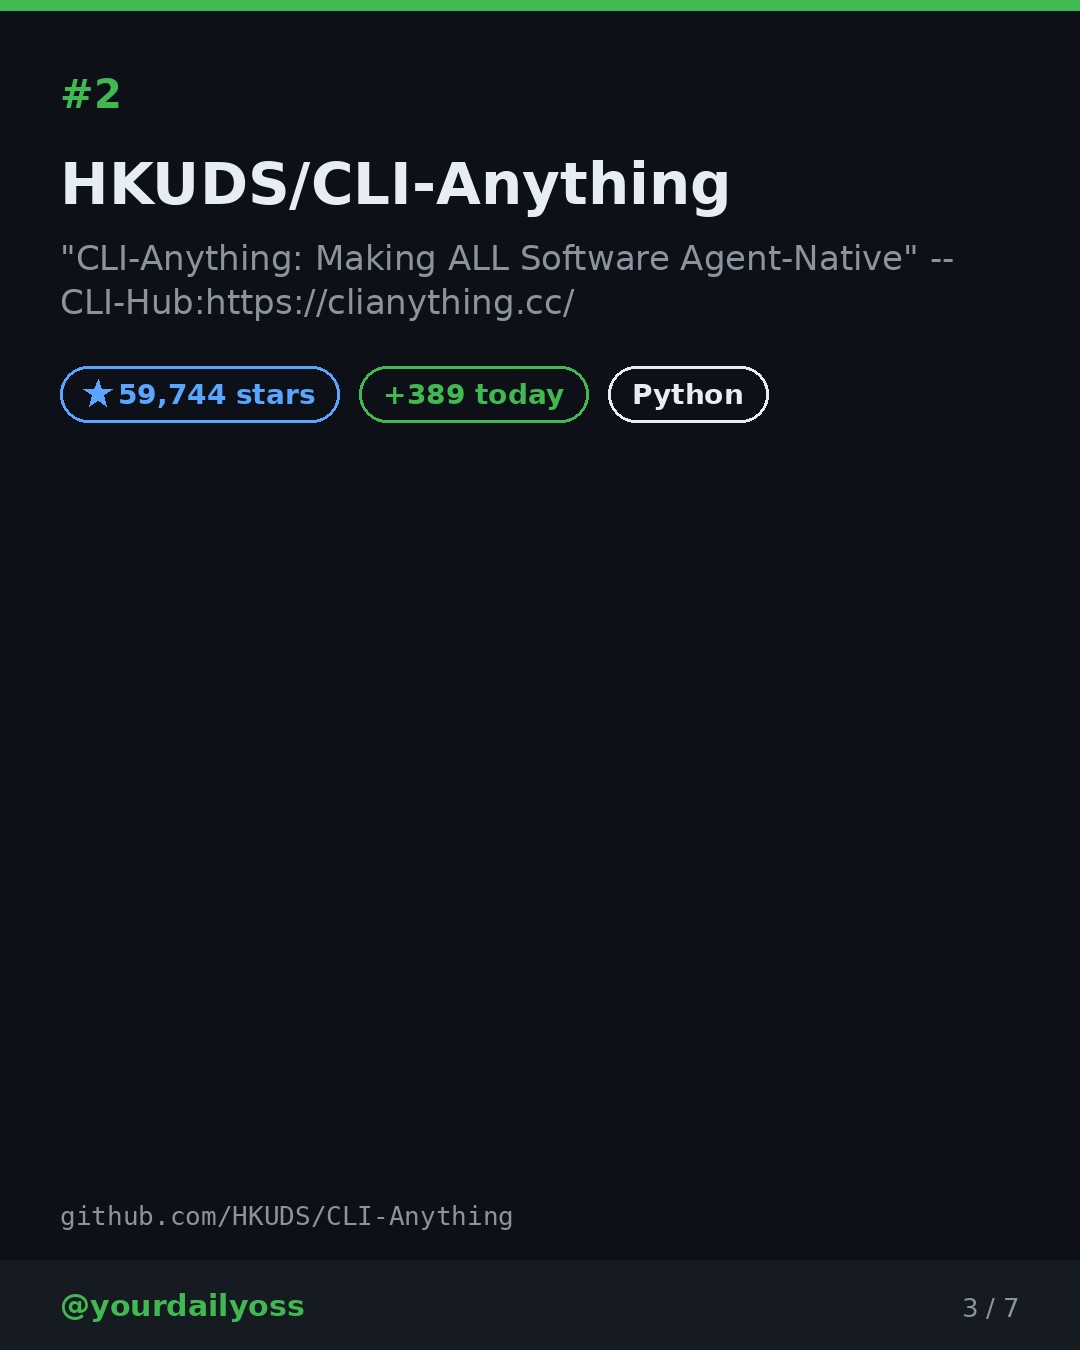 #2
HKUDS/CLI-Anything
"CLI-Anything: Making ALL Software Agent-Native" --
CLI-Hub:https://clianything.cc/
★ 59,744 stars
+389 today
Python
github.com/HKUDS/CLI-Anything
@yourdailyoss
3 / 7